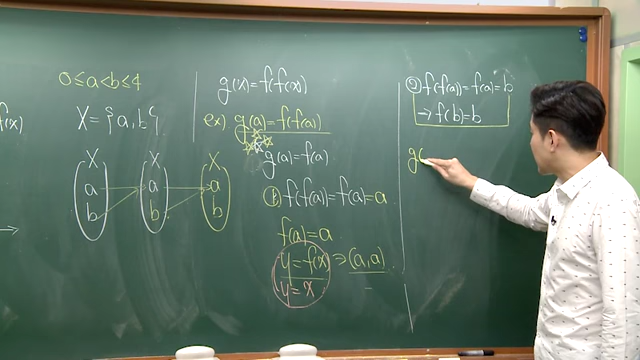 f(x)
0≤a<b≤4
X={a,b}
X X X
a a a
b b b
g(x)=f(f(x))
ex) g(a)=f(f(a))
g(a)=f(a)
① f(f(a))=f(a)=a
f(a)=a
y=f(x) ⇒ (a,a)
y=x
② f(f(a))=f(a)=b
→ f(b)=b
g(